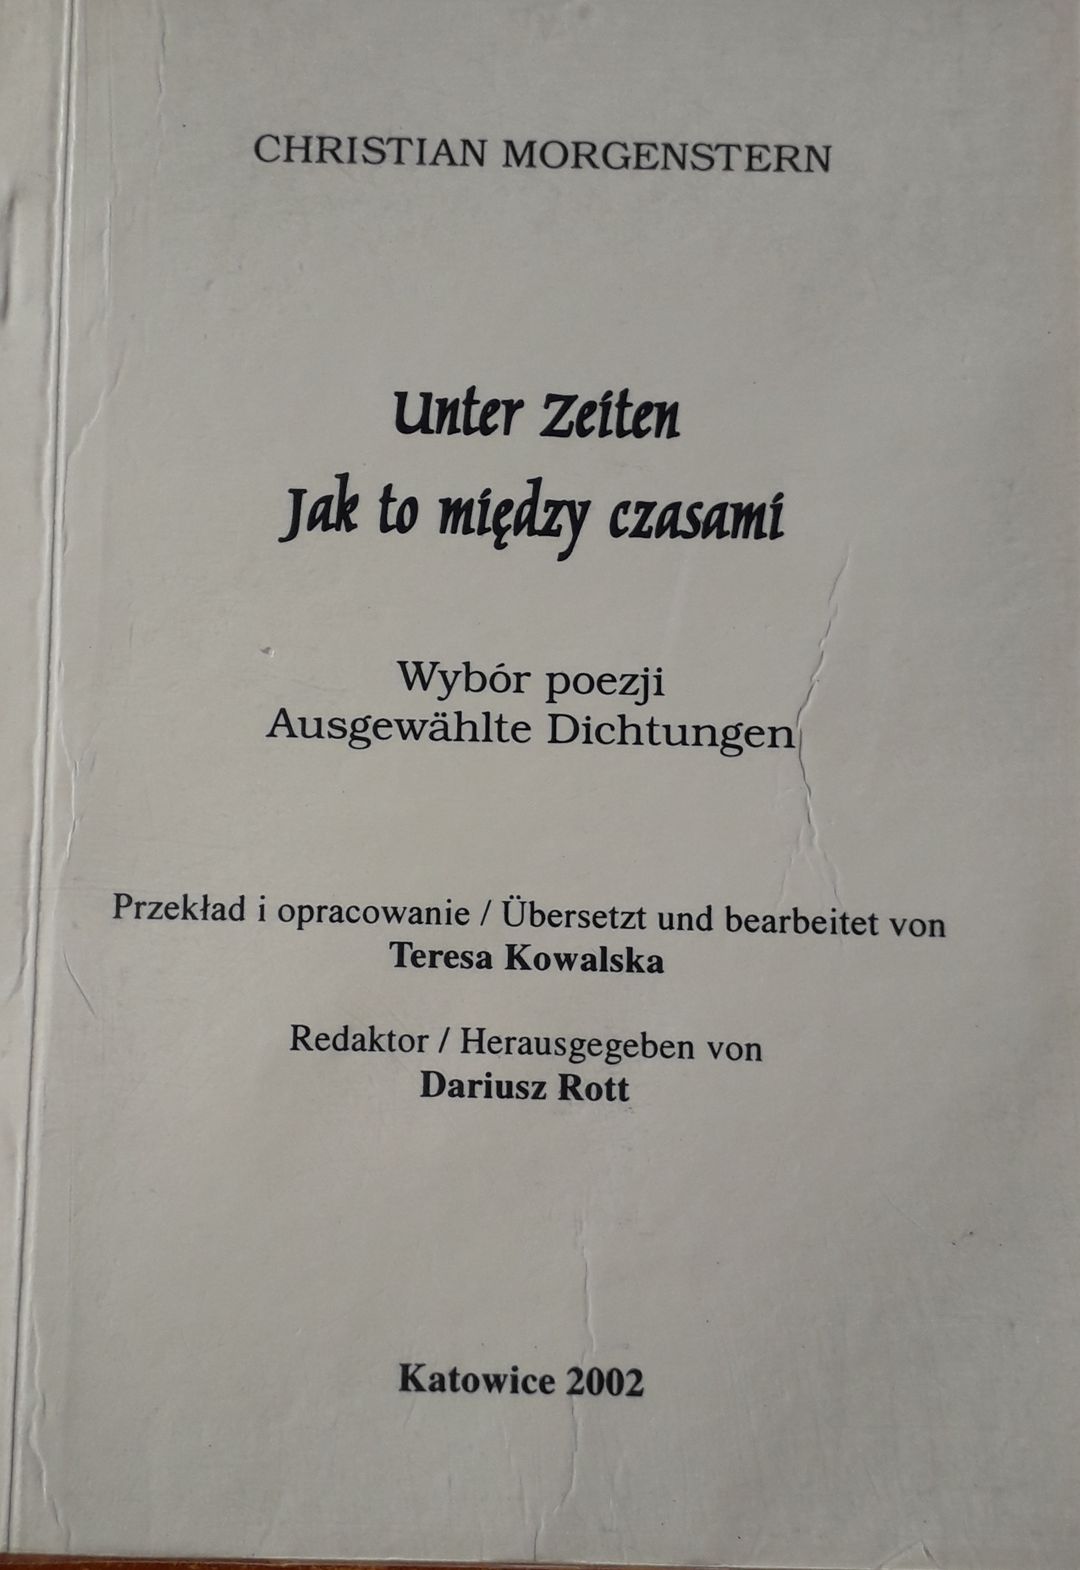 CHRISTIAN MORGENSTERN
Unter Zeiten
Jak to między czasami
Wybór poezji
Ausgewählte Dichtungen
Przekład i opracowanie / Übersetzt und bearbeitet von
Teresa Kowalska
Redaktor / Herausgegeben von
Dariusz Rott
Katowice 2002